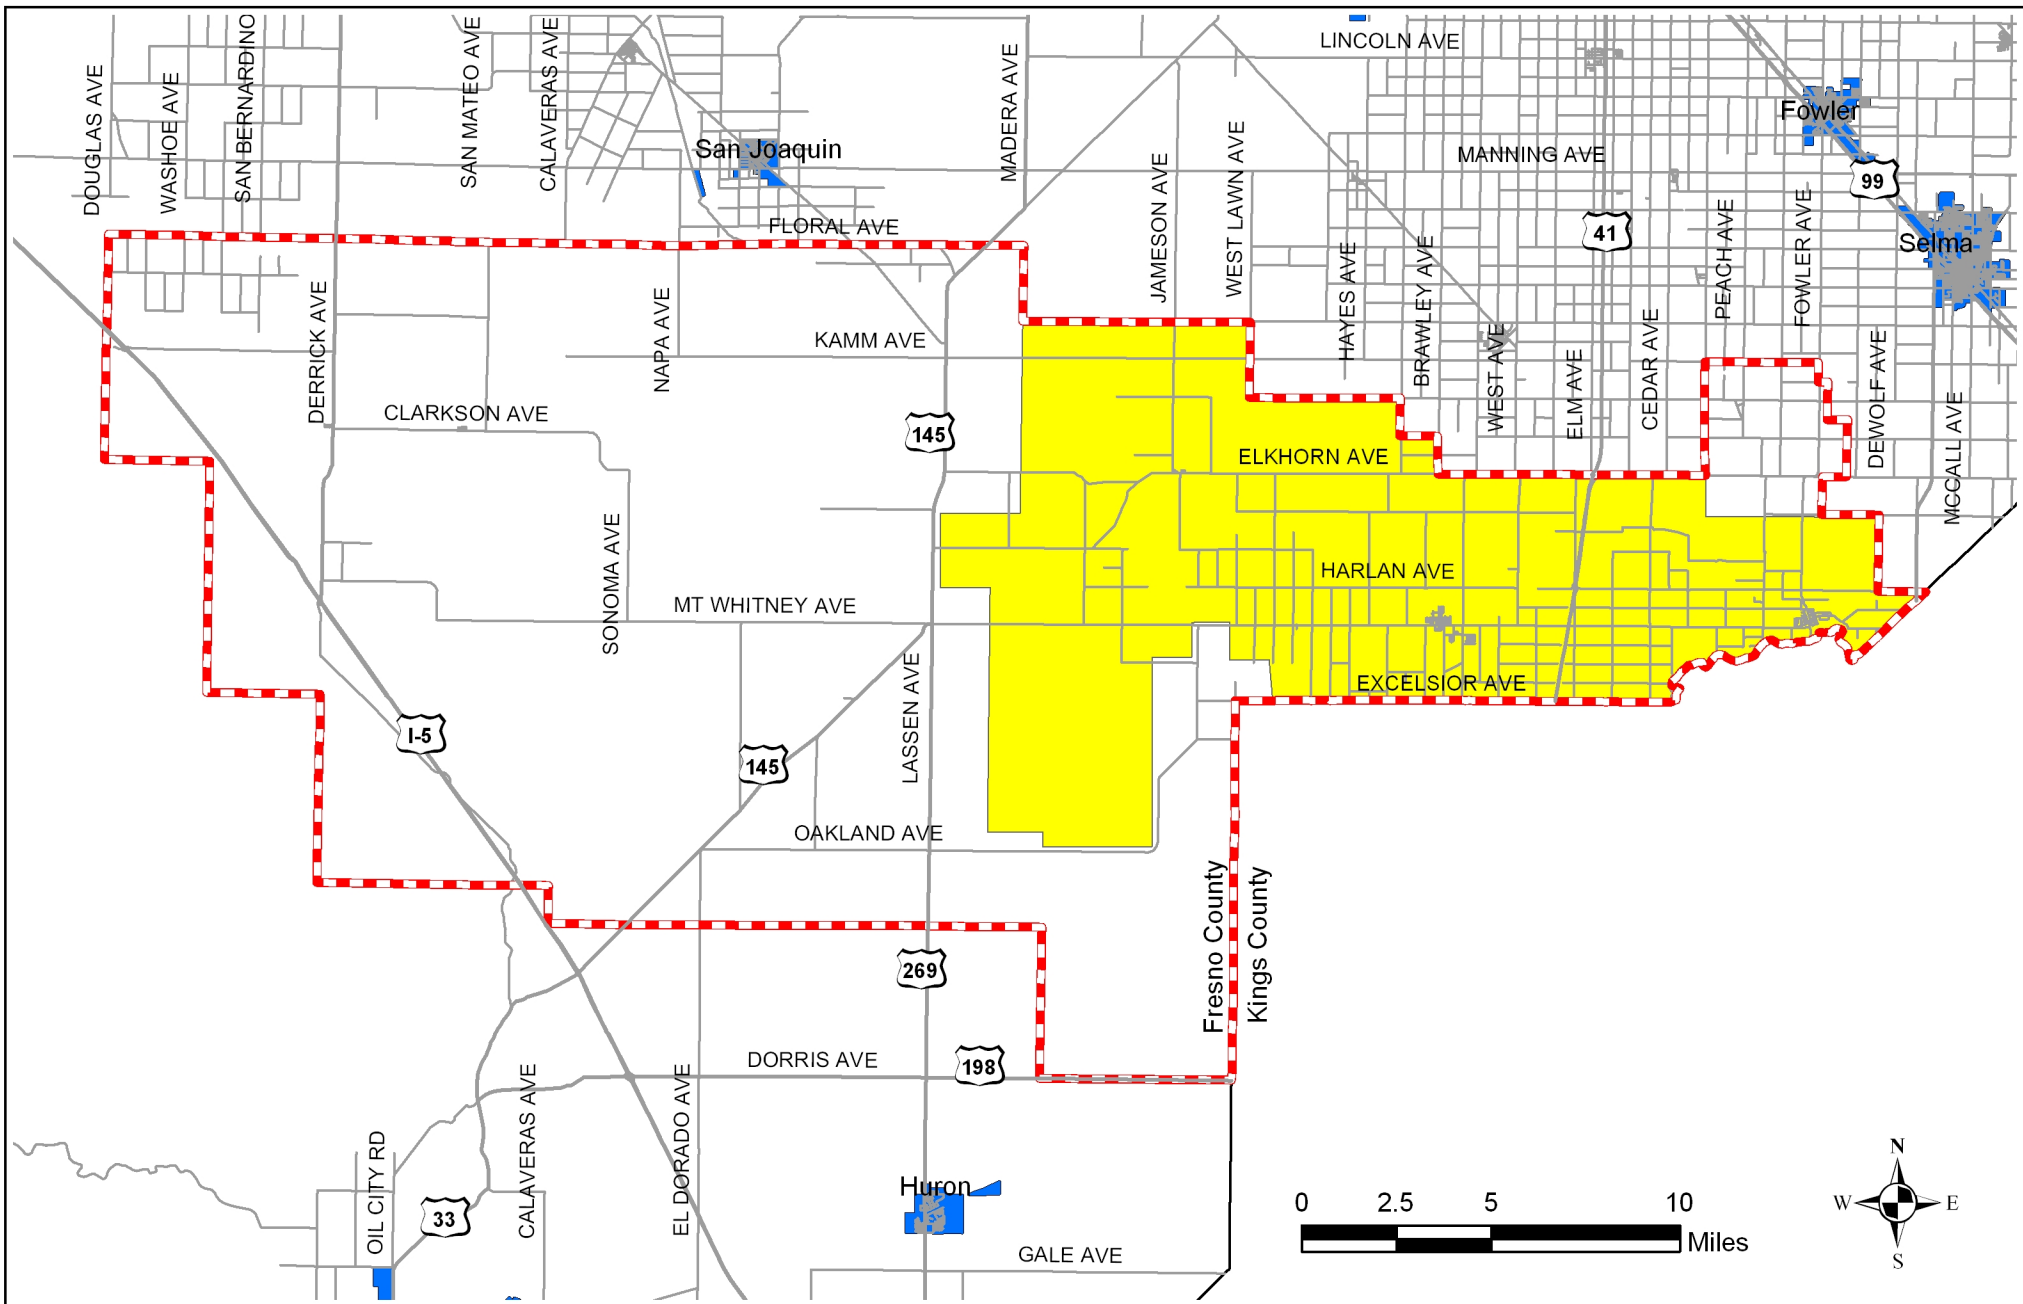 LINCOLN AVE
DOUGLAS AVE
WASHOE AVE
SAN BERNARDINO
SAN MATEO AVE
CALAVERAS AVE
MADERA AVE
San Joaquin
JAMESON AVE
WEST LAWN AVE
MANNING AVE
Fowler
99
FLORAL AVE
HAYES AVE
BRAWLEY AVE
41
PEACH AVE
FOWLER AVE
Selma
DERRICK AVE
NAPA AVE
KAMM AVE
WEST AVE
ELM AVE
CEDAR AVE
DEWOLF AVE
MCCALL AVE
CLARKSON AVE
145
ELKHORN AVE
SONOMA AVE
HARLAN AVE
MT WHITNEY AVE
LASSEN AVE
EXCELSIOR AVE
I-5
145
OAKLAND AVE
Fresno County
Kings County
269
DORRIS AVE
198
OIL CITY RD
CALAVERAS AVE
EL DORADO AVE
33
Huron
GALE AVE
0 2.5 5 10
Miles
N
W E
S